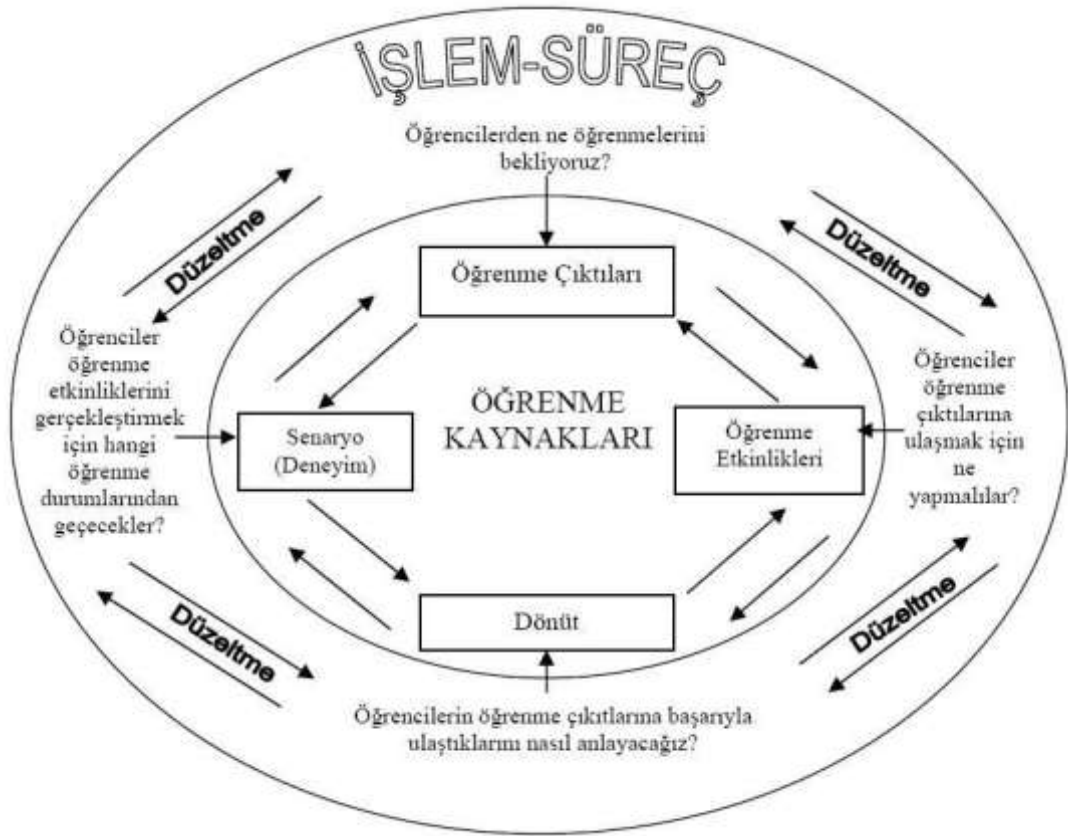 İŞLEM-SÜREÇ
Öğrencilerden ne öğrenmelerini
bekliyoruz?
Düzeltme
Düzeltme
Öğrenme Çıktıları
Öğrenciler
öğrenme
etkinliklerini
gerçekleştirmek
için hangi
öğrenme
durumlarından
geçecekler?
Senaryo
(Deneyim)
ÖĞRENME
KAYNAKLARI
Öğrenme
Etkinlikleri
Öğrenciler
öğrenme
çıktılarına
ulaşmak için
ne
yapmalılar?
Dönüt
Düzeltme
Düzeltme
Öğrencilerin öğrenme çıkıtlarına başarıyla
ulaştıklarını nasıl anlayacağız?